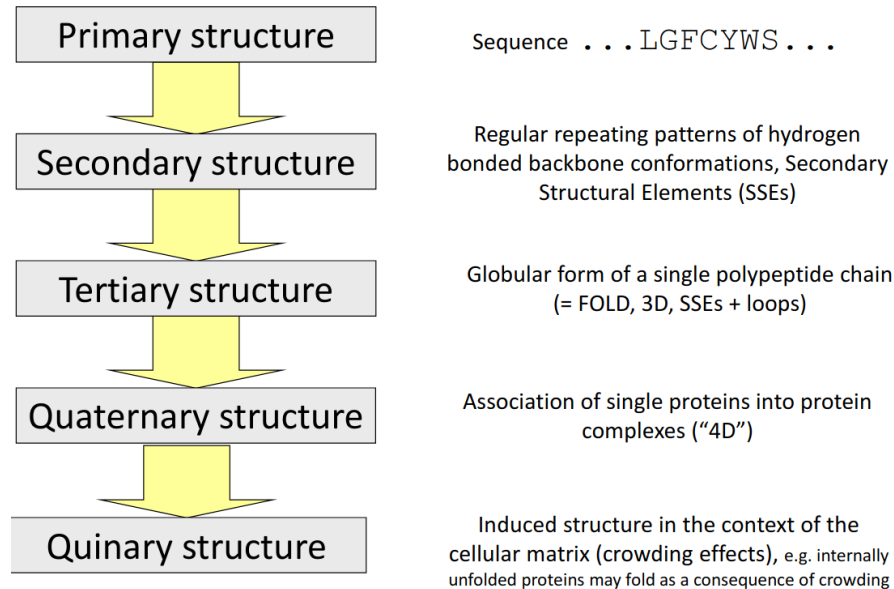 Primary structure
Sequence ...LGFCYWS...
Secondary structure
Regular repeating patterns of hydrogen
bonded backbone conformations, Secondary
Structural Elements (SSEs)
Tertiary structure
Globular form of a single polypeptide chain
(= FOLD, 3D, SSEs + loops)
Quaternary structure
Association of single proteins into protein
complexes (“4D”)
Quinary structure
Induced structure in the context of the
cellular matrix (crowding effects), e.g. internally
unfolded proteins may fold as a consequence of crowding